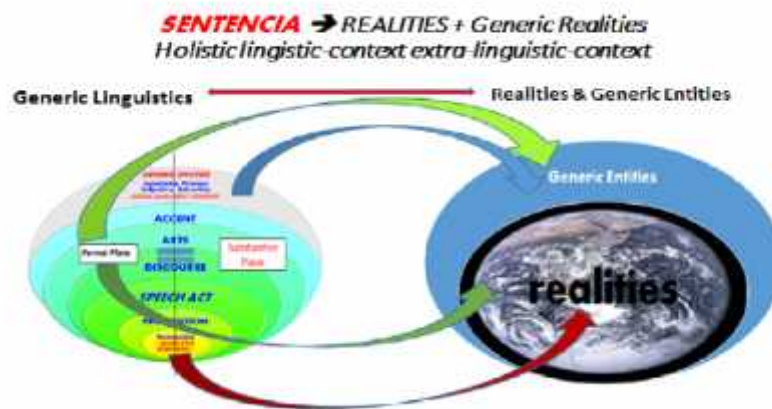 SENTENCIA ➔ REALITIES + Generic Realities
Holistic lingistic-context extra-linguistic-context
Generic Linguistics
Realities & Generic Entities
Generic Entities
ACCENT
ARTS
Formal Plane
Substantive
Plane
DISCOURSE
SPEECH ACT
realities